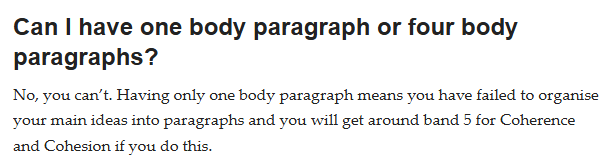 Can I have one body paragraph or four body
paragraphs?
No, you can’t. Having only one body paragraph means you have failed to organise
your main ideas into paragraphs and you will get around band 5 for Coherence
and Cohesion if you do this.